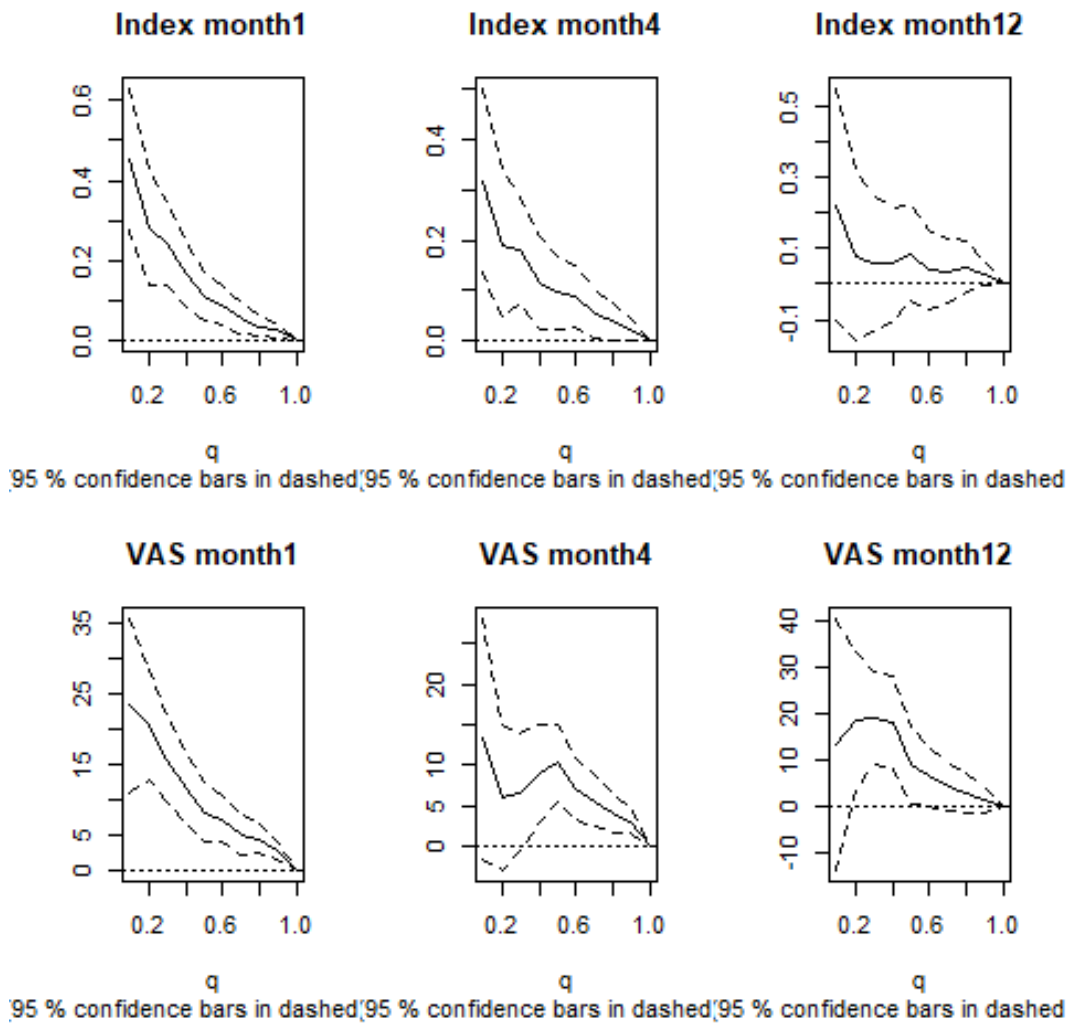 Index month1
Index month4
Index month12
0.0 0.2 0.4 0.6
0.0 0.2 0.4
-0.1 0.1 0.3 0.5
0.2 0.6 1.0
0.2 0.6 1.0
0.2 0.6 1.0
q
q
q
95 % confidence bars in dashed
(95 % confidence bars in dashed
(95 % confidence bars in dashed
VAS month1
VAS month4
VAS month12
0 5 15 25 35
0 5 10 20
-10 0 10 20 30 40
0.2 0.6 1.0
0.2 0.6 1.0
0.2 0.6 1.0
q
q
q
95 % confidence bars in dashed
(95 % confidence bars in dashed
(95 % confidence bars in dashed